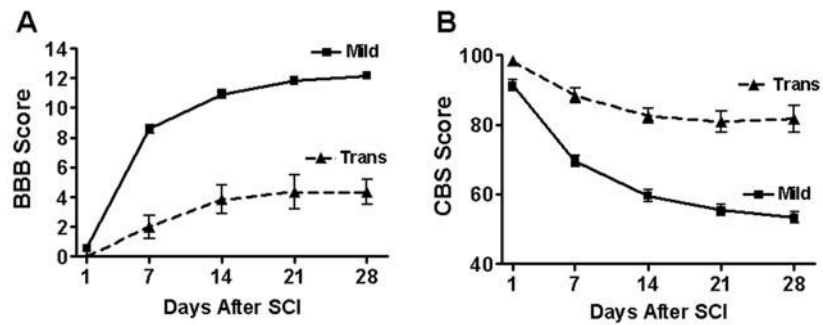 A
BBB Score
14
12
10
8
6
4
2
0
Mild
Trans
1 7 14 21 28
Days After SCI
B
CBS Score
100
80
60
40
Trans
Mild
1 7 14 21 28
Days After SCI